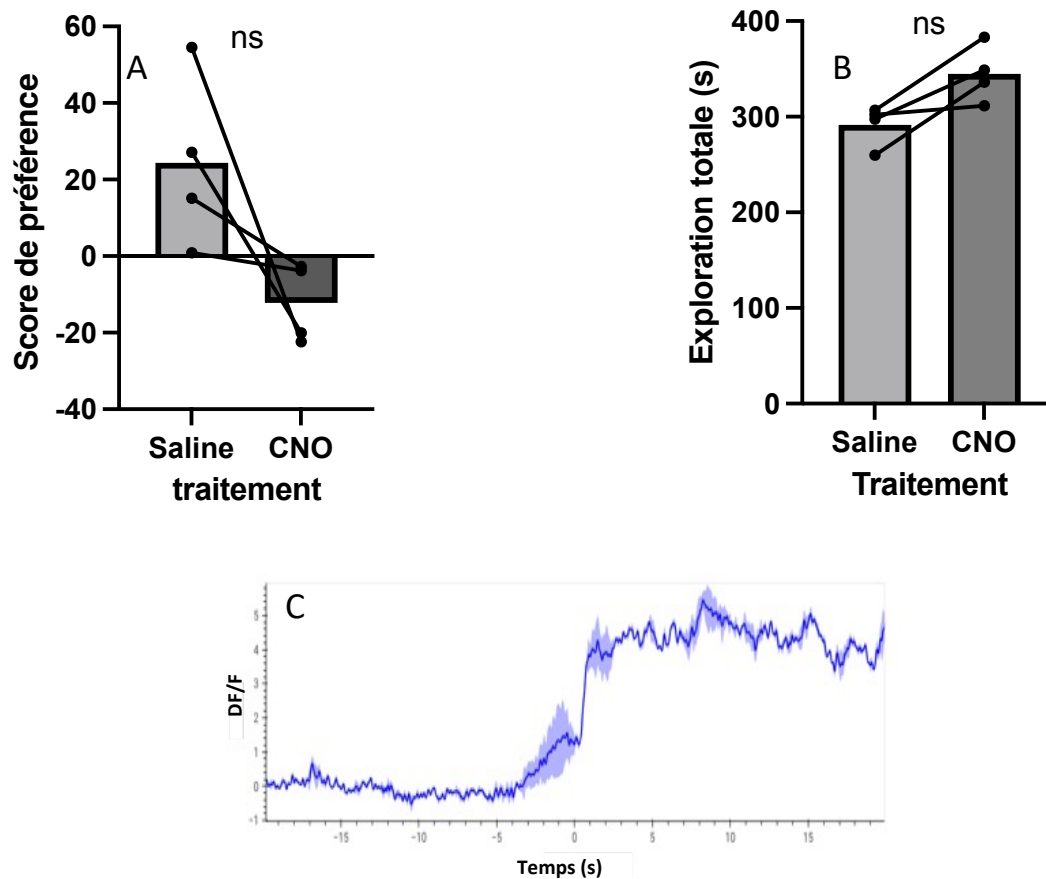 A
ns
Score de préférence
60
40
20
0
-20
-40
Saline CNO
traitement
B
ns
Exploration totale (s)
400
300
200
100
0
Saline CNO
Traitement
C
DF/F
5
4
3
2
1
0
-1
-15 -10 -5 0 5 10 15
Temps (s)